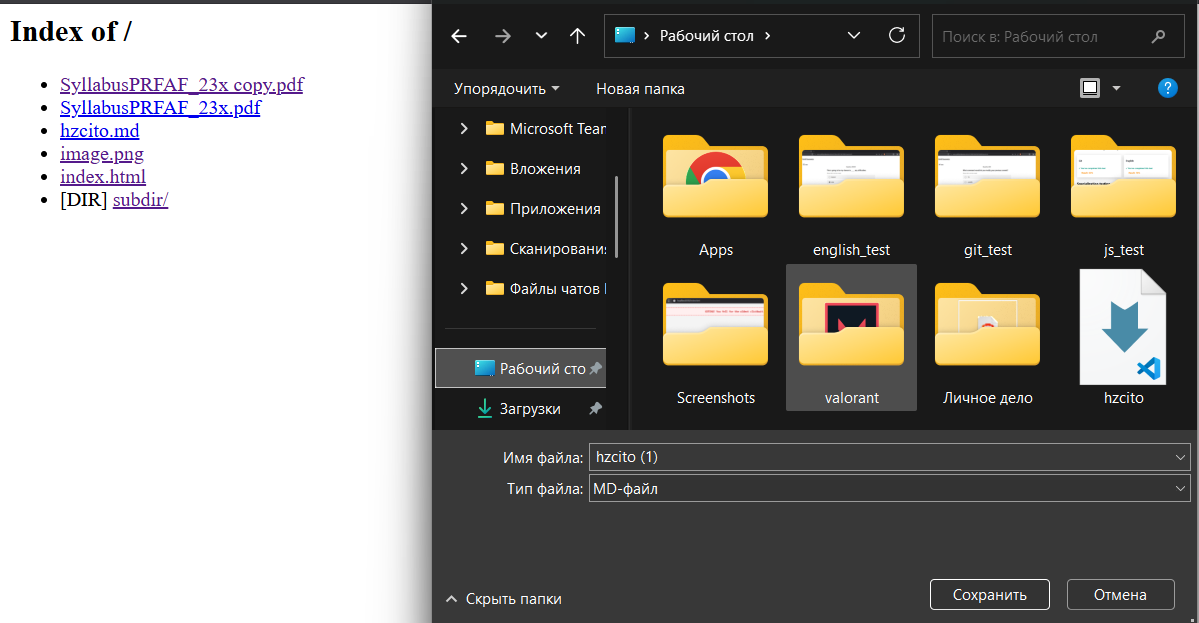 Index of /
SyllabusPRFAF_23x copy.pdf
SyllabusPRFAF_23x.pdf
hzcito.md
image.png
index.html
[DIR] subdir/
Рабочий стол
Поиск в: Рабочий стол
Упорядочить
Новая папка
?
Microsoft Tean
Вложения
Приложения
Сканирования
Файлы чатов
Рабочий сто
Загрузки
Apps
english_test
git_test
js_test
Screenshots
valorant
Личное дело
hzcito
Имя файла: hzcito (1)
Тип файла: MD-файл
Скрыть папки
Сохранить
Отмена